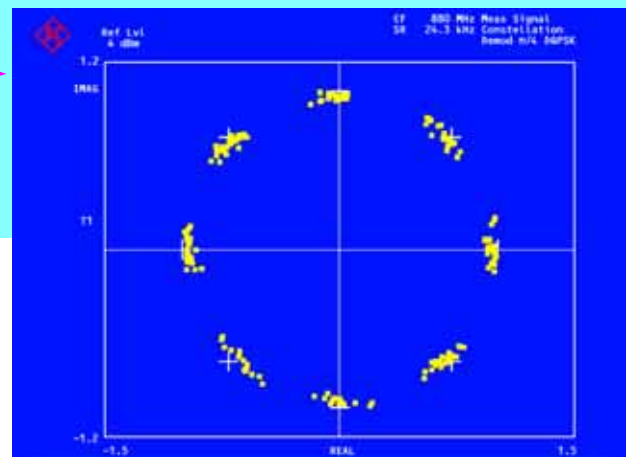 Ref Lvl
4 dBm
CF 880 MHz Meas Signal
SR 24.3 kHz Constellation
Demod π/4 DQPSK
1.2
IMAG
T1
-1.2
-1.5
REAL
1.5